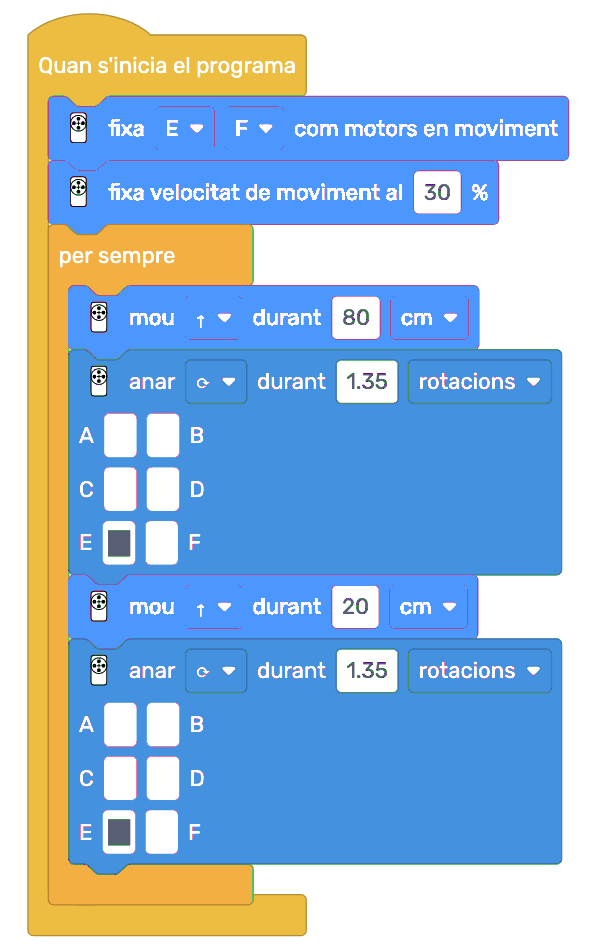 Quan s'inicia el programa
fixa E F com motors en moviment
fixa velocitat de moviment al 30 %
per sempre
mou ↑ durant 80 cm
anar ⟳ durant 1.35 rotacions
A B
C D
E F
mou ↑ durant 20 cm
anar ⟳ durant 1.35 rotacions
A B
C D
E F